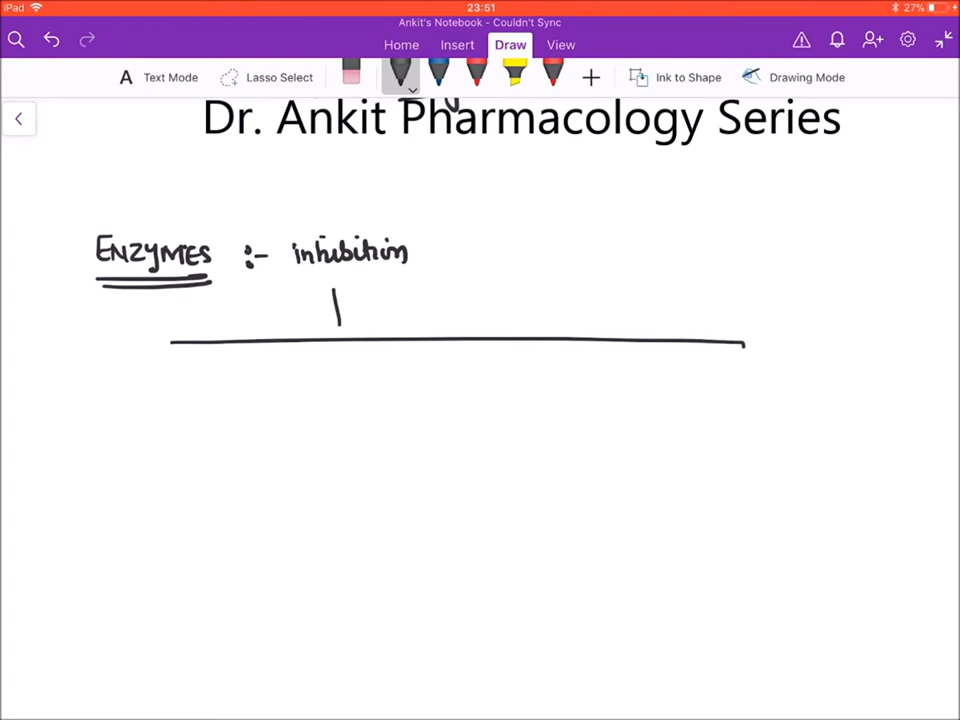 iPad 23:51 27%
Ankit's Notebook - Couldn't Sync
Home Insert Draw View
Text Mode Lasso Select Ink to Shape Drawing Mode
Dr. Ankit Pharmacology Series
ENZYMES :- inhibition